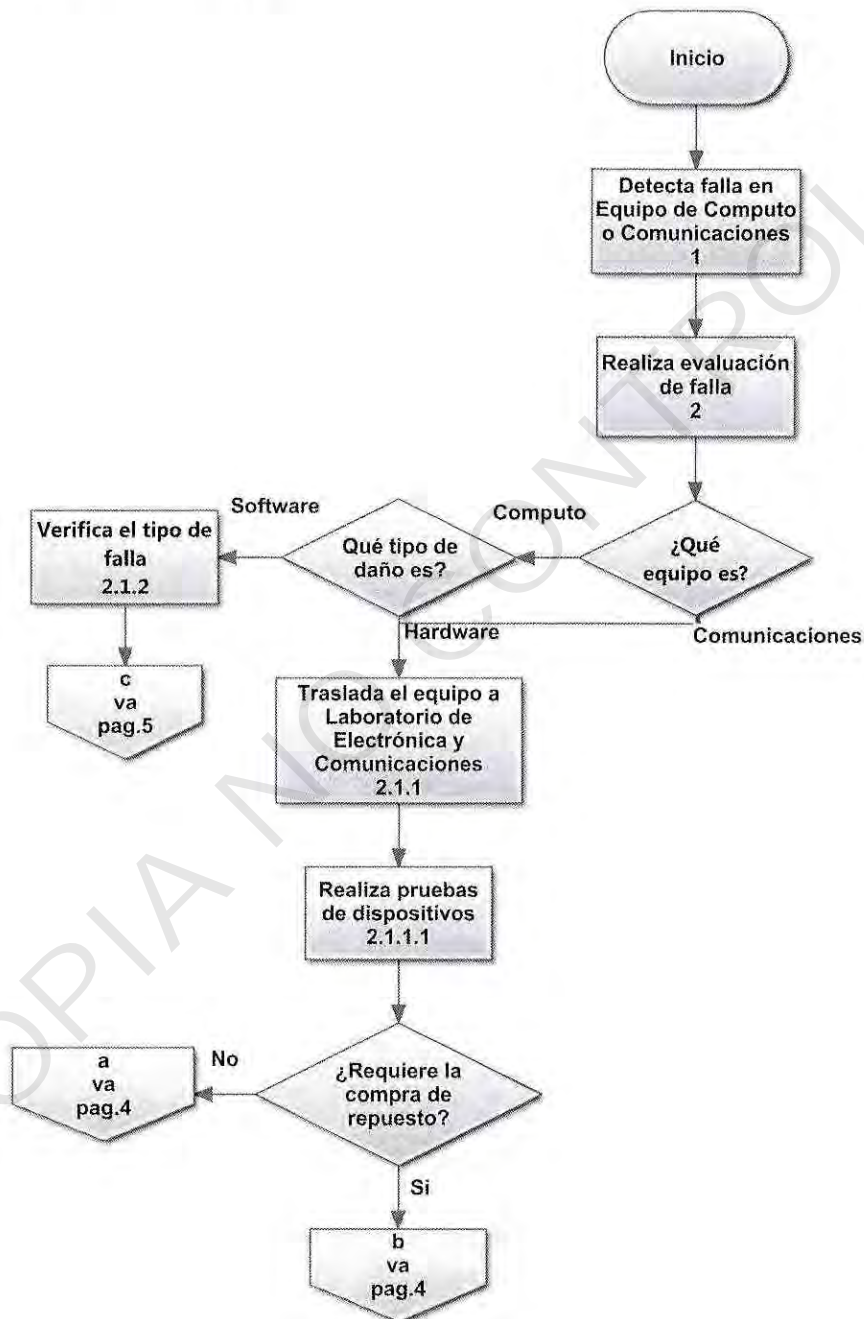 Inicio
Detecta falla en
Equipo de Computo
o Comunicaciones
1
Realiza evaluación
de falla
2
¿Qué
equipo es?
Computo
Comunicaciones
Qué tipo de
daño es?
Software
Hardware
Verifica el tipo de
falla
2.1.2
c
va
pag.5
Traslada el equipo a
Laboratorio de
Electrónica y
Comunicaciones
2.1.1
Realiza pruebas
de dispositivos
2.1.1.1
¿Requiere la
compra de
repuesto?
No
a
va
pag.4
Si
b
va
pag.4
OPIA NO CONTROL